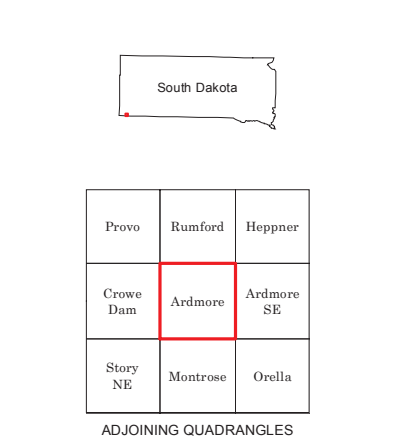 South Dakota
Provo
Rumford
Heppner
Crowe
Dam
Ardmore
Ardmore
SE
Story
NE
Montrose
Orella
ADJOINING QUADRANGLES